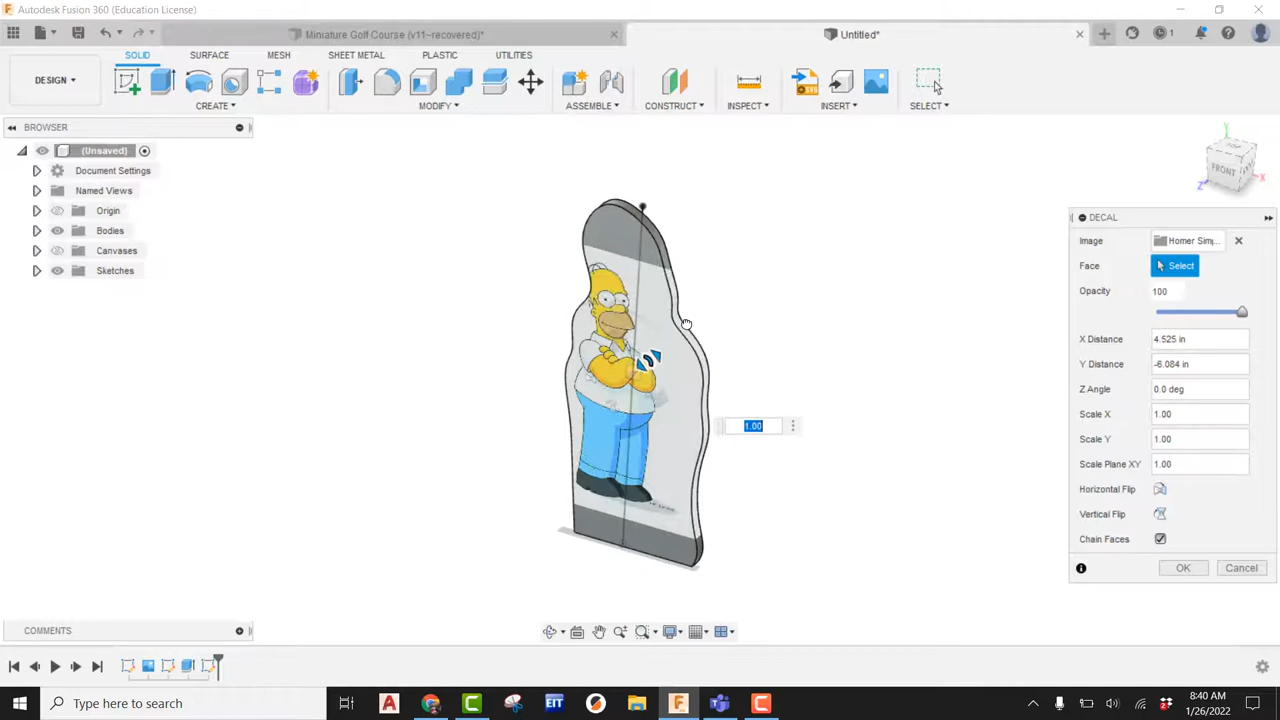 Autodesk Fusion 360 (Education License)
Miniature Golf Course (v11~recovered)*
Untitled*
1
SOLID SURFACE MESH SHEET METAL PLASTIC UTILITIES
DESIGN
CREATE MODIFY ASSEMBLE CONSTRUCT INSPECT INSERT SELECT
SVG
BROWSER
(Unsaved)
Document Settings
Named Views
Origin
Bodies
Canvases
Sketches
Y
FRONT
X
Z
DECAL
Image Homer Sim...
Face Select
Opacity 100
X Distance 4.525 in
Y Distance -6.084 in
Z Angle 0.0 deg
Scale X 1.00
Scale Y 1.00
Scale Plane XY 1.00
Horizontal Flip
Vertical Flip
Chain Faces
OK Cancel
1.00
COMMENTS
Type here to search
A
C
EIT
F
8:40 AM
1/26/2022